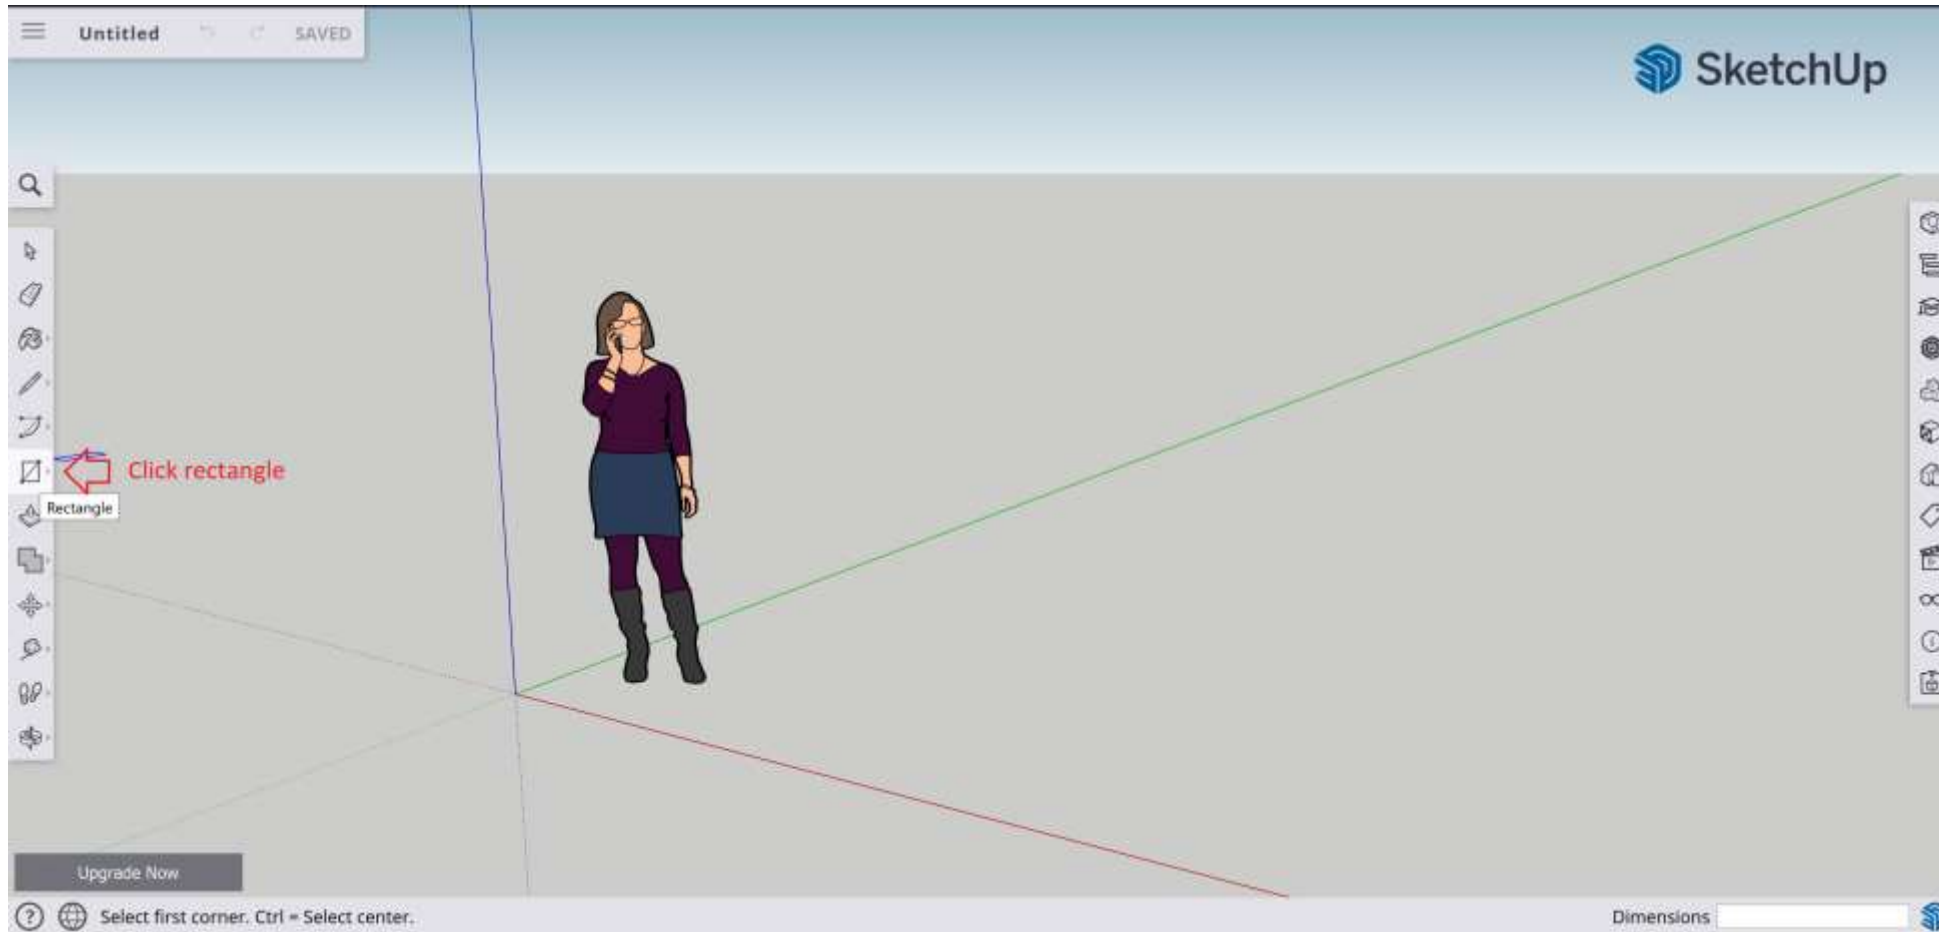 Untitled SAVED
SketchUp
Click rectangle
Rectangle
Upgrade Now
Select first corner. Ctrl = Select center.
Dimensions